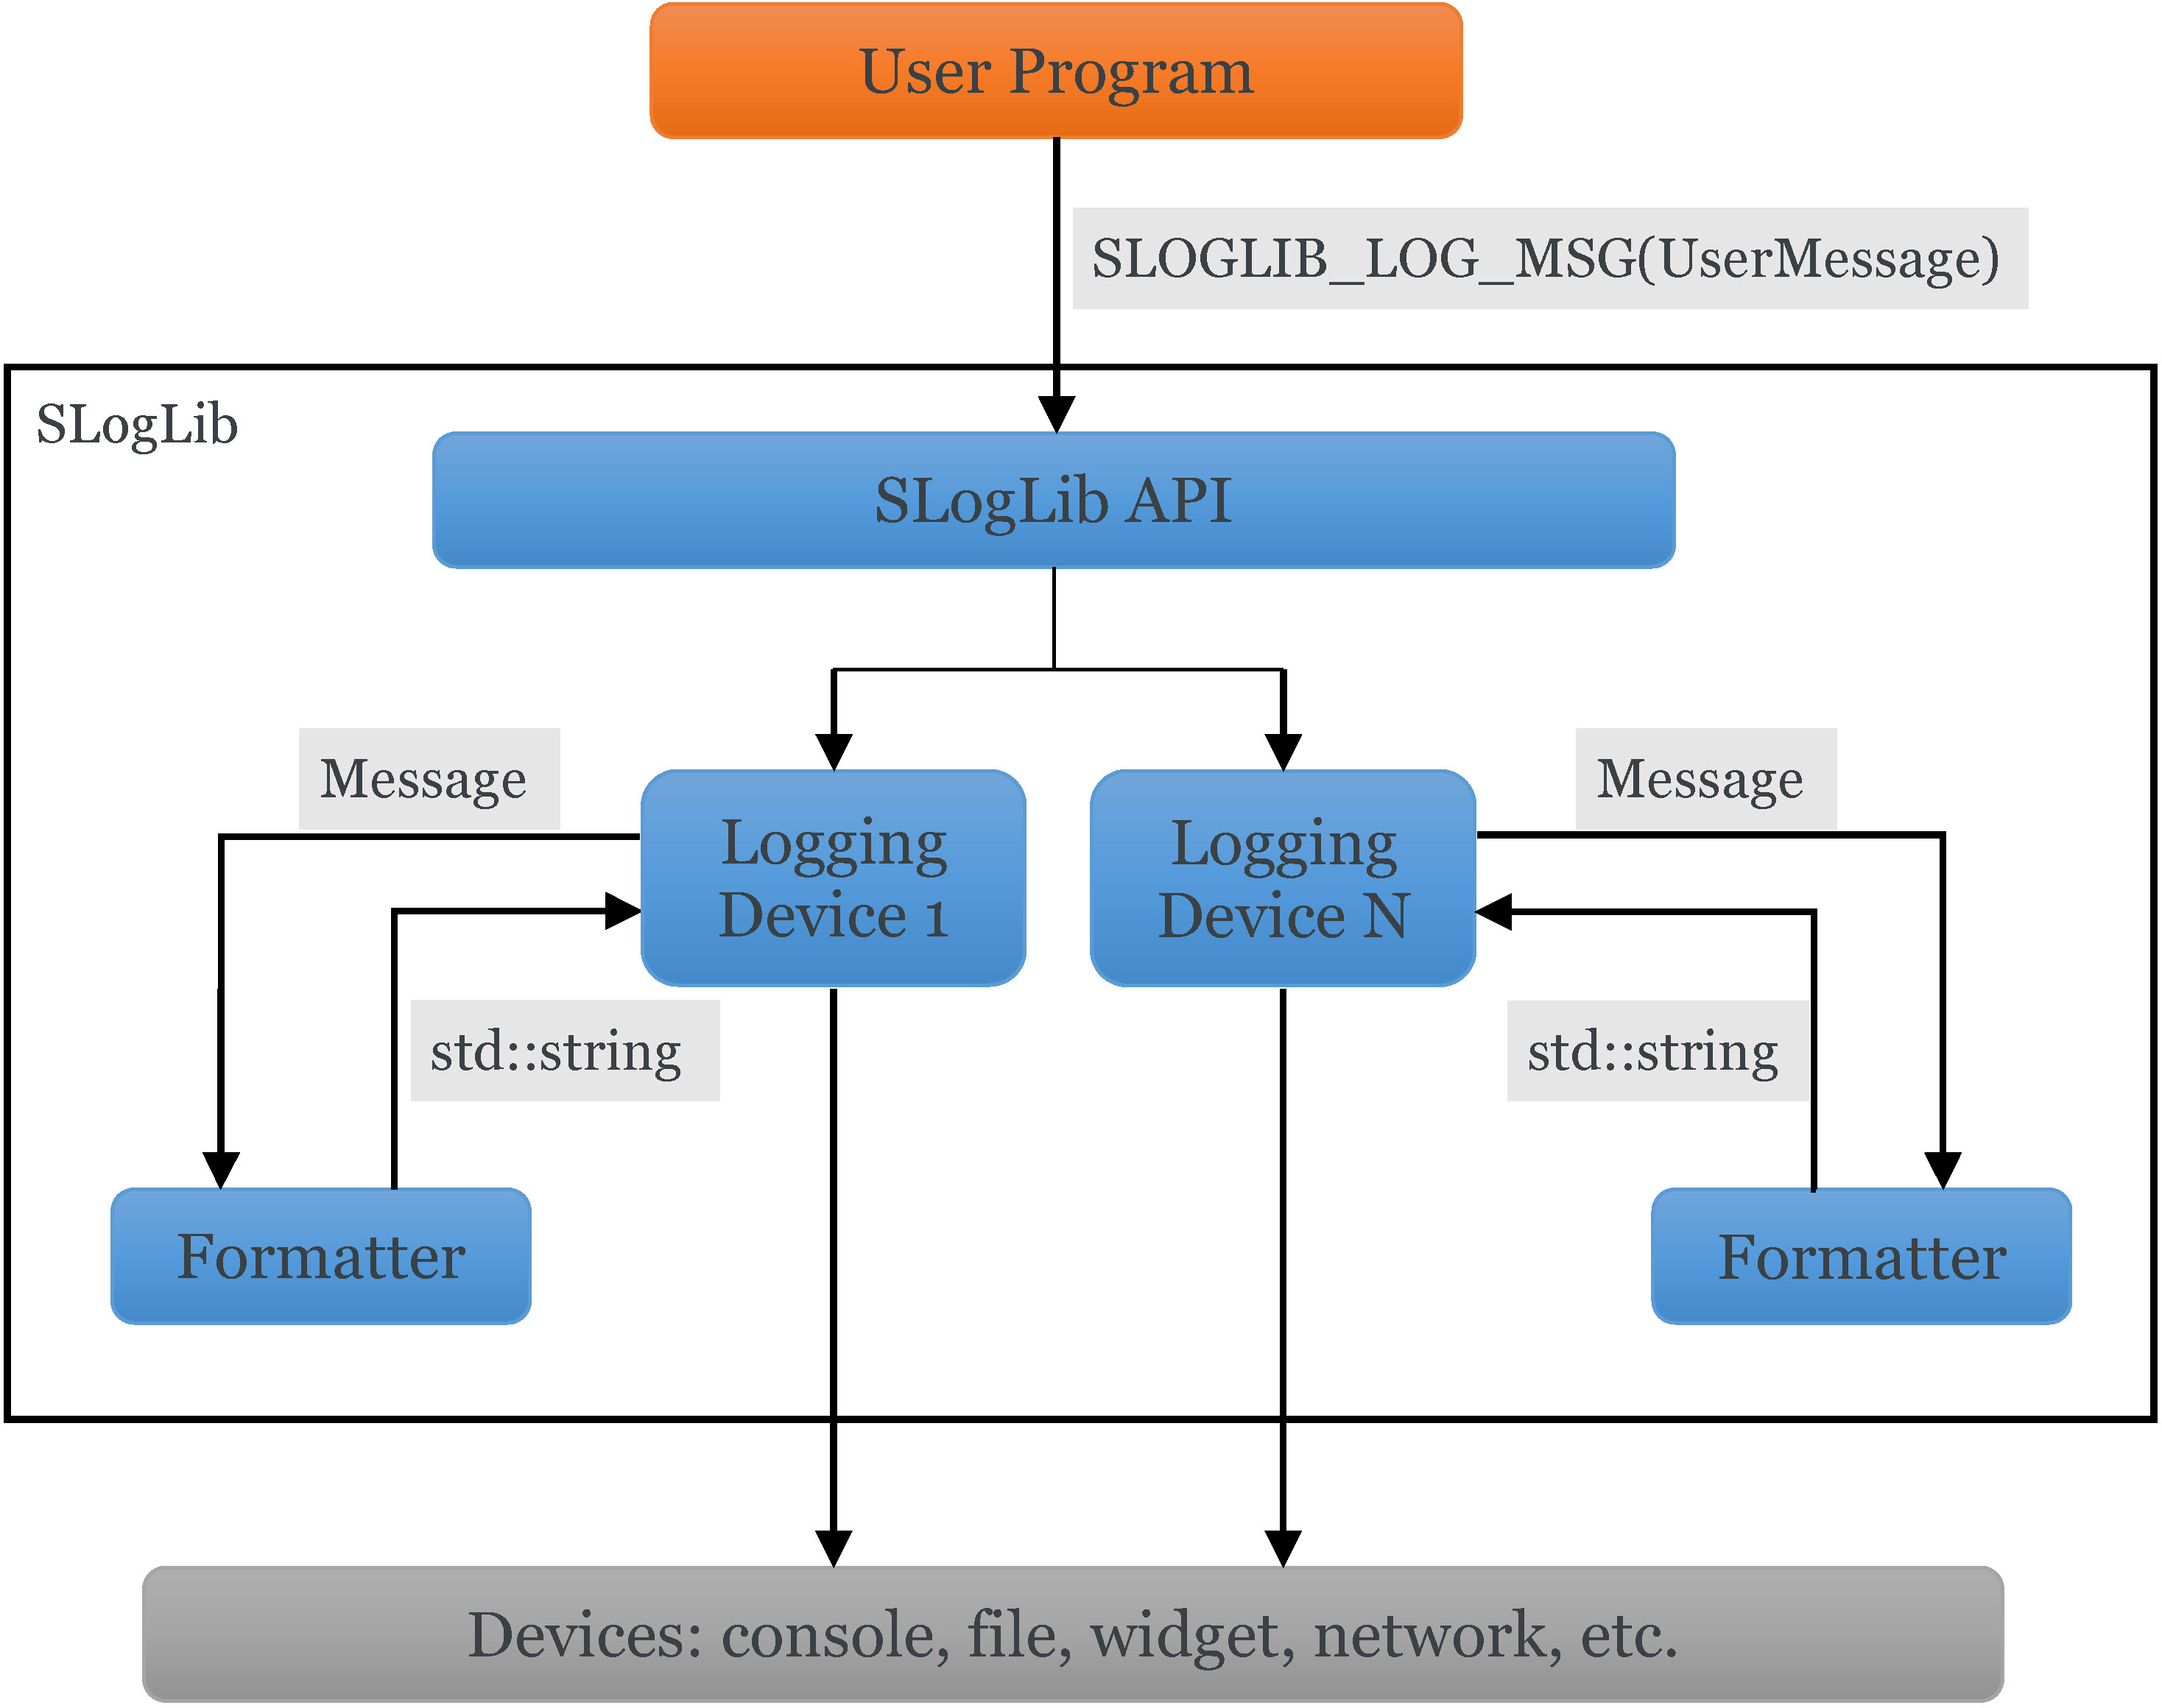 User Program
SLOGLIB_LOG_MSG(UserMessage)
SLogLib
SLogLib API
Message
Message
Logging
Device 1
Logging
Device N
std::string
std::string
Formatter
Formatter
Devices: console, file, widget, network, etc.